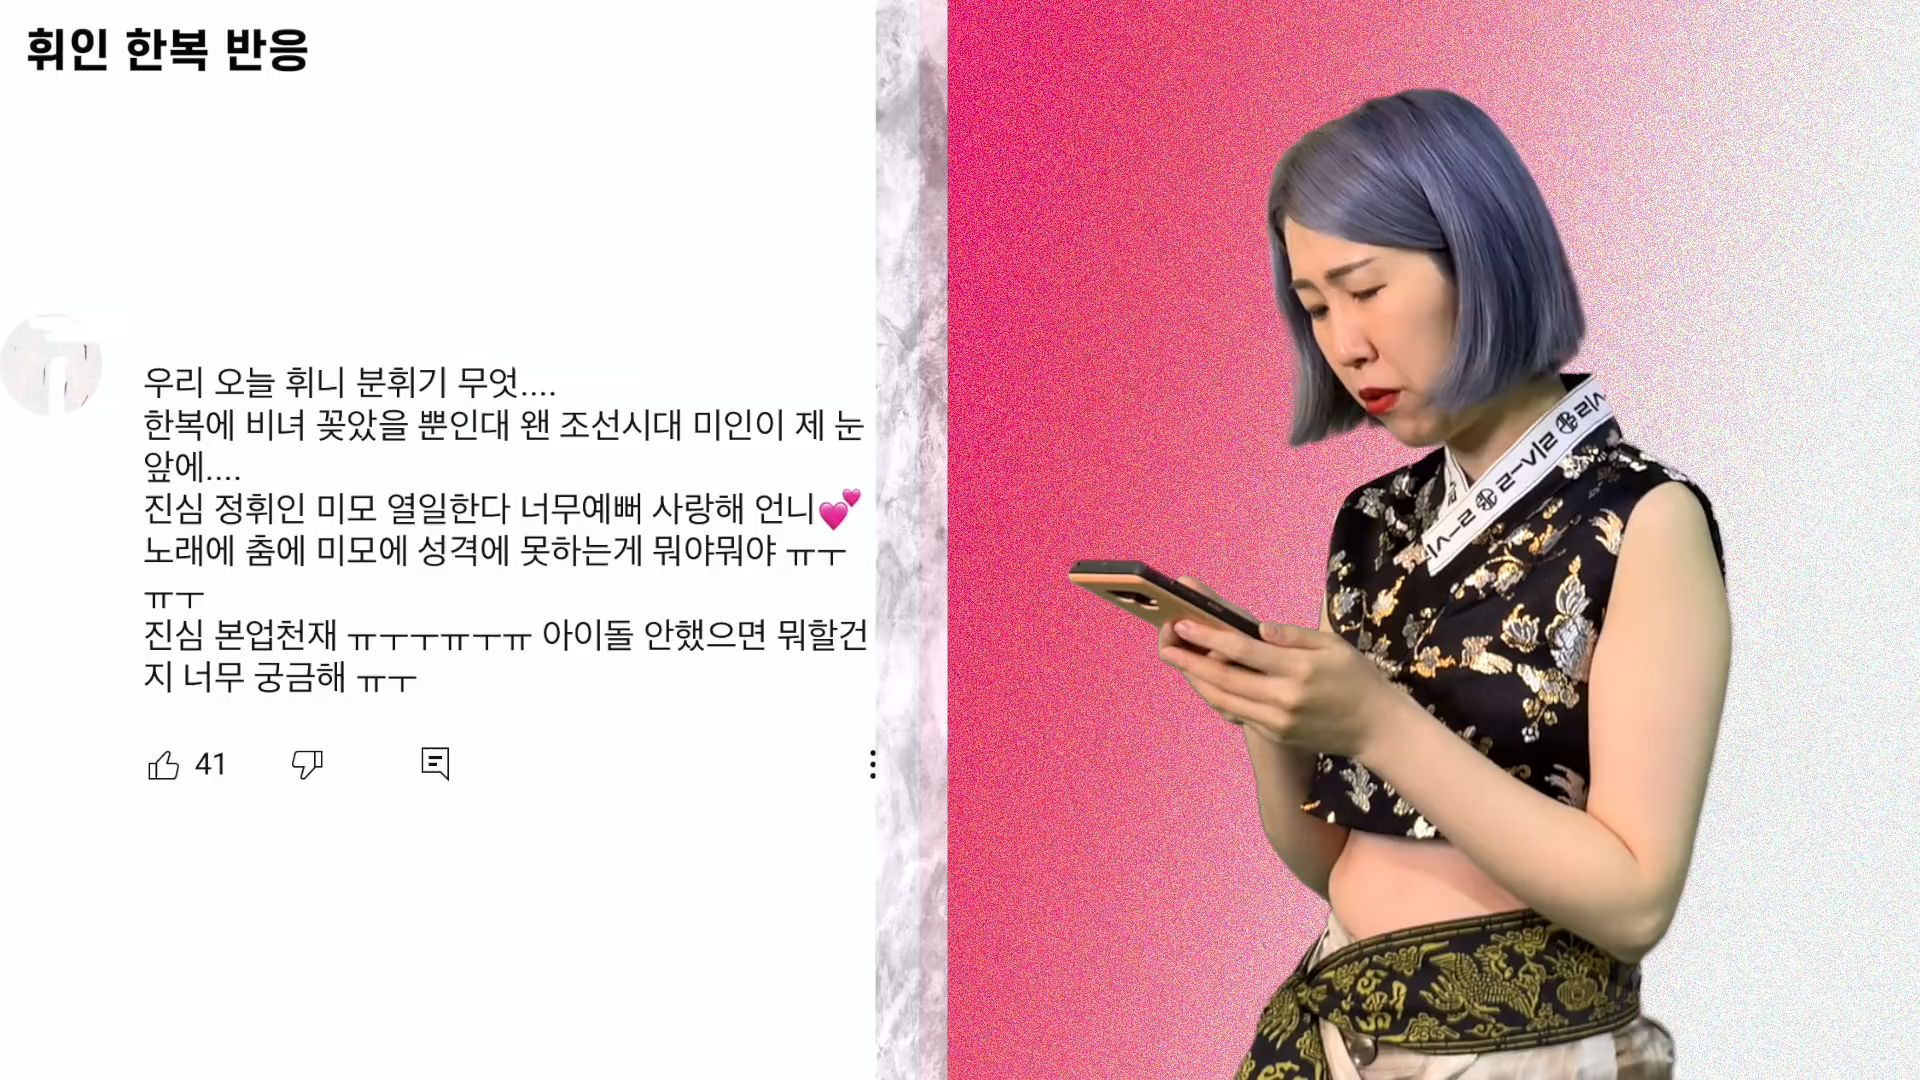 휘인 한복 반응
우리 오늘 휘니 분휘기 무엇....
한복에 비녀 꽂았을 뿐인대 왠 조선시대 미인이 제 눈
앞에....
진심 정휘인 미모 열일한다 너무예뻐 사랑해 언니💕
노래에 춤에 미모에 성격에 못하는게 뭐야뭐야 ㅠㅜ
ㅠㅜ
진심 본업천재 ㅠㅜㅜㅠㅜㅠ 아이돌 안했으면 뭐할건
지 너무 궁금해 ㅠㅜ
41